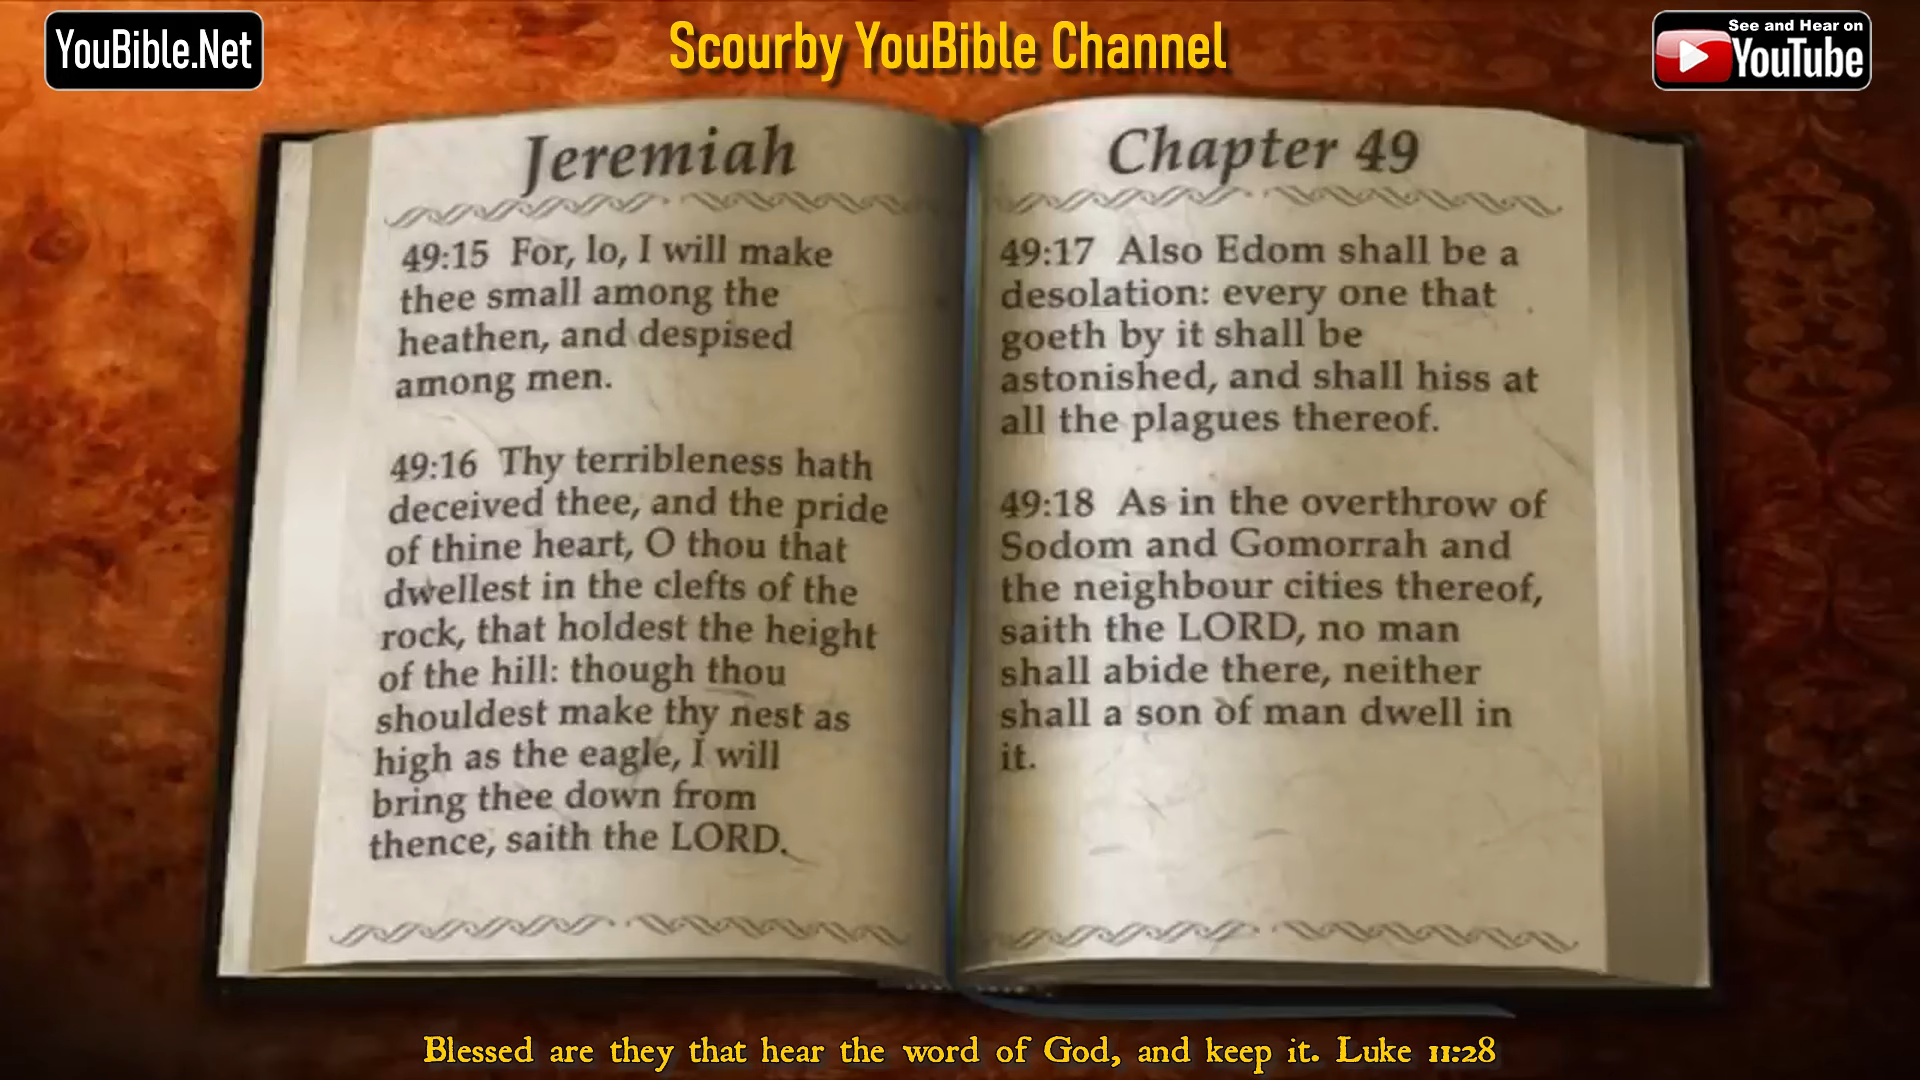 YouBible.Net
Scourby YouBible Channel
See and Hear on
YouTube
Jeremiah
49:15 For, lo, I will make
thee small among the
heathen, and despised
among men.
49:16 Thy terribleness hath
deceived thee, and the pride
of thine heart, O thou that
dwellest in the clefts of the
rock, that holdest the height
of the hill: though thou
shouldest make thy nest as
high as the eagle, I will
bring thee down from
thence, saith the LORD.
Chapter 49
49:17 Also Edom shall be a
desolation: every one that
goeth by it shall be
astonished, and shall hiss at
all the plagues thereof.
49:18 As in the overthrow of
Sodom and Gomorrah and
the neighbour cities thereof,
saith the LORD, no man
shall abide there, neither
shall a son of man dwell in
it.
Blessed are they that hear the word of God, and keep it. Luke 11:28